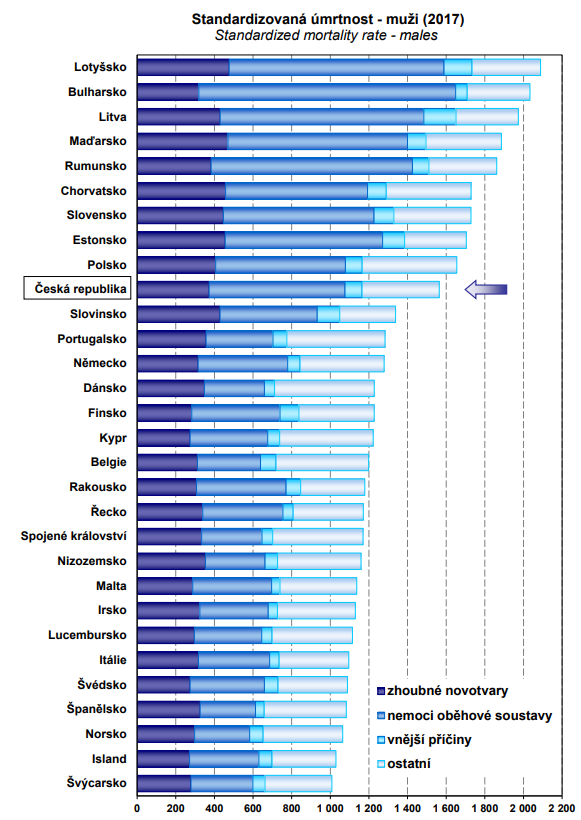 Standardizovaná úmrtnost - muži (2017)
Standardized mortality rate - males
Lotyšsko
Bulharsko
Litva
Maďarsko
Rumunsko
Chorvatsko
Slovensko
Estonsko
Polsko
Česká republika
Slovinsko
Portugalsko
Německo
Dánsko
Finsko
Kypr
Belgie
Rakousko
Řecko
Spojené království
Nizozemsko
Malta
Irsko
Lucembursko
Itálie
Švédsko
Španělsko
Norsko
Island
Švýcarsko
zhoubné novotvary
nemoci oběhové soustavy
vnější příčiny
ostatní
0 200 400 600 800 1 000 1 200 1 400 1 600 1 800 2 000 2 200